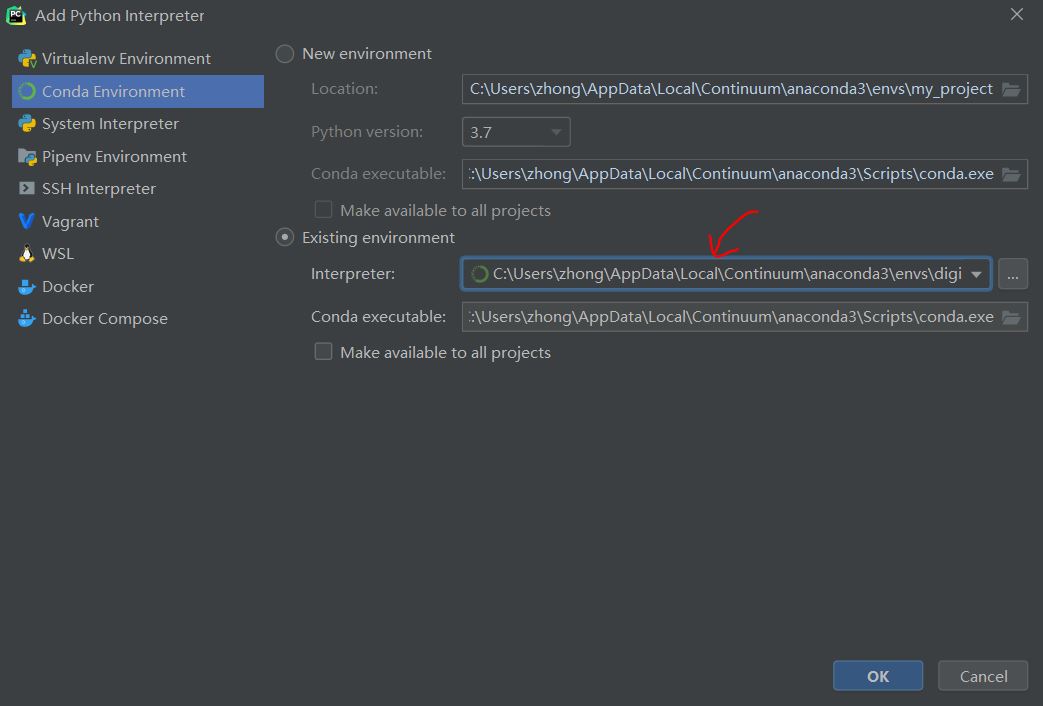 PC
Add Python Interpreter
Virtualenv Environment
Conda Environment
System Interpreter
Pipenv Environment
SSH Interpreter
Vagrant
WSL
Docker
Docker Compose
New environment
Location: C:\Users\zhong\AppData\Local\Continuum\anaconda3\envs\my_project
Python version: 3.7
Conda executable: :\Users\zhong\AppData\Local\Continuum\anaconda3\Scripts\conda.exe
Make available to all projects
Existing environment
Interpreter: C:\Users\zhong\AppData\Local\Continuum\anaconda3\envs\digi ...
Conda executable: :\Users\zhong\AppData\Local\Continuum\anaconda3\Scripts\conda.exe
Make available to all projects
OK Cancel